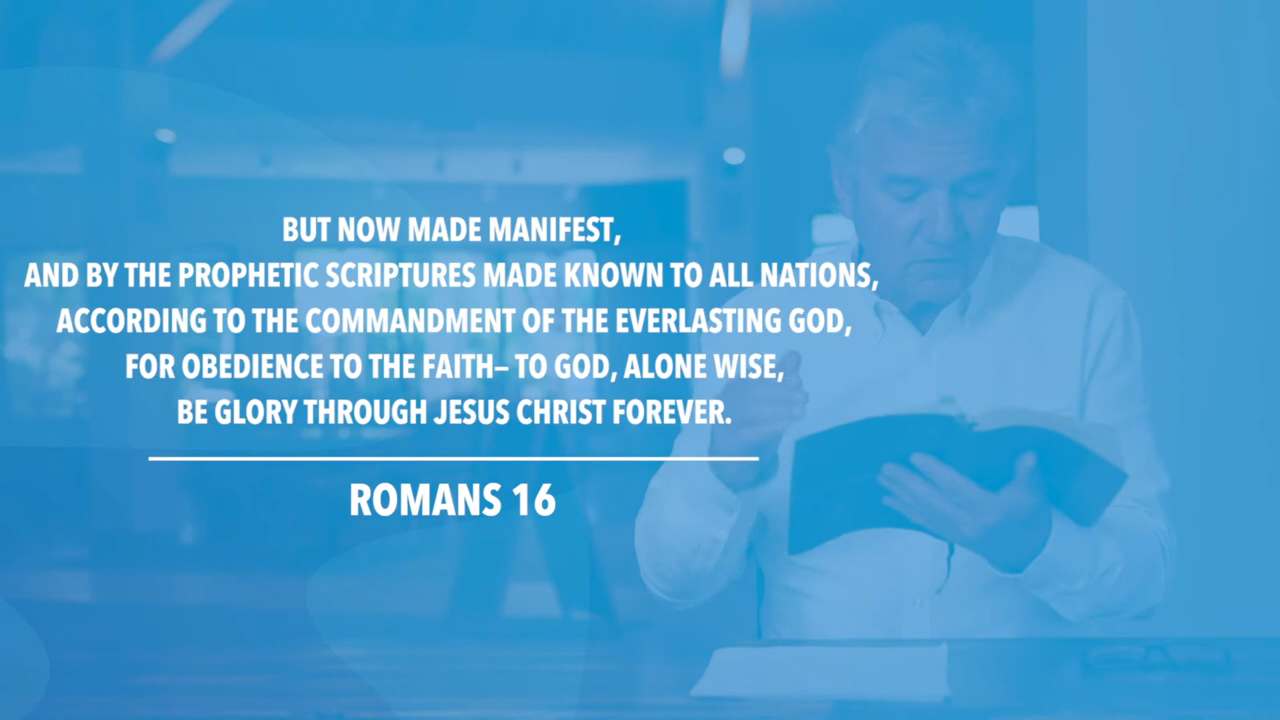 BUT NOW MADE MANIFEST,
AND BY THE PROPHETIC SCRIPTURES MADE KNOWN TO ALL NATIONS,
ACCORDING TO THE COMMANDMENT OF THE EVERLASTING GOD,
FOR OBEDIENCE TO THE FAITH– TO GOD, ALONE WISE,
BE GLORY THROUGH JESUS CHRIST FOREVER.
ROMANS 16